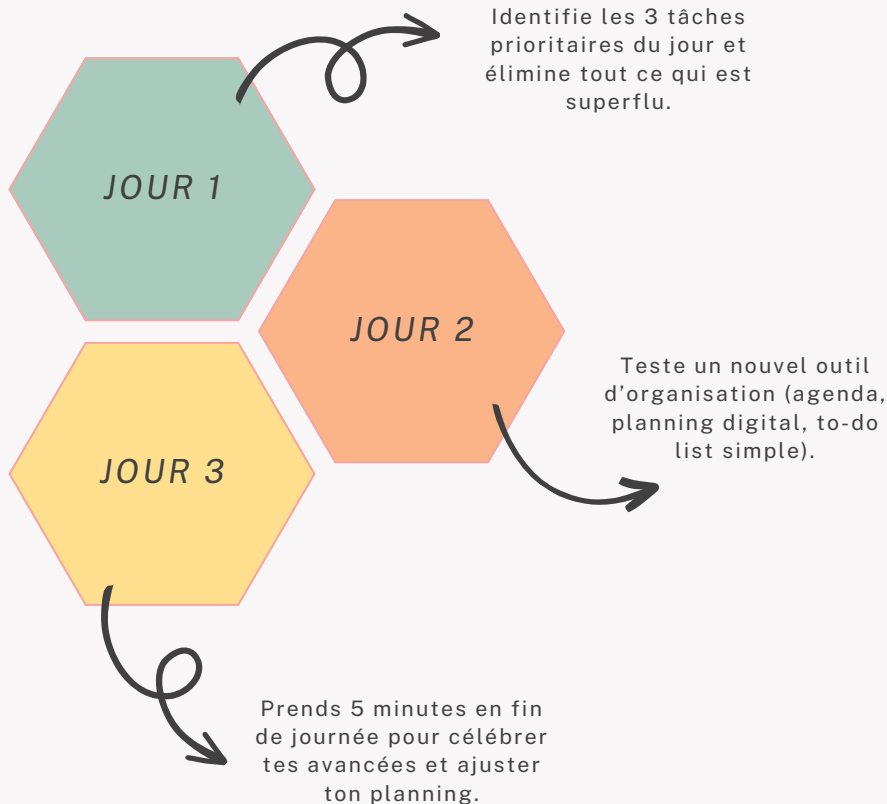 Identifie les 3 tâches
prioritaires du jour et
élimine tout ce qui est
superflu.
JOUR 1
JOUR 2
Teste un nouvel outil
d’organisation (agenda,
planning digital, to-do
list simple).
JOUR 3
Prends 5 minutes en fin
de journée pour célébrer
tes avancées et ajuster
ton planning.